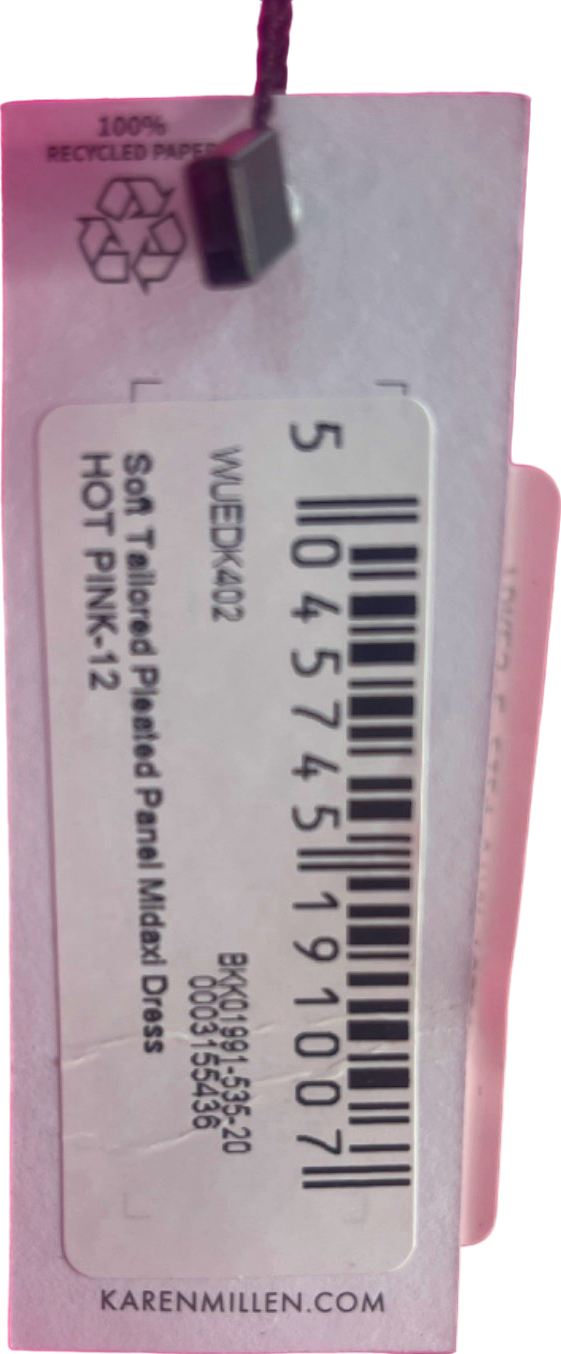 100%
RECYCLED PAPER
5 045745 191007
WUEDK402
BKK01991-535-20
0003155436
Soft Tailored Pleated Panel Midaxi Dress
HOT PINK-12
KARENMILLEN.COM